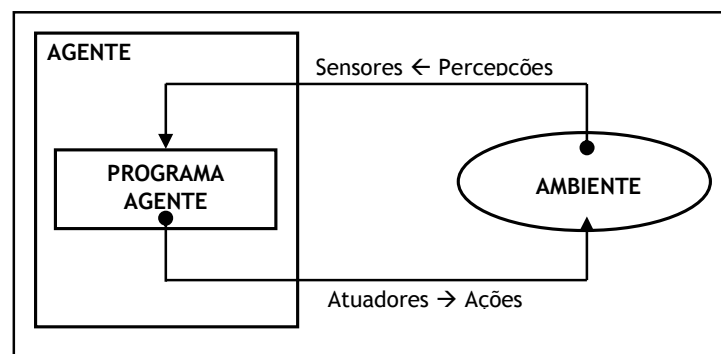 AGENTE
Sensores ← Percepções
PROGRAMA
AGENTE
AMBIENTE
Atuadores → Ações